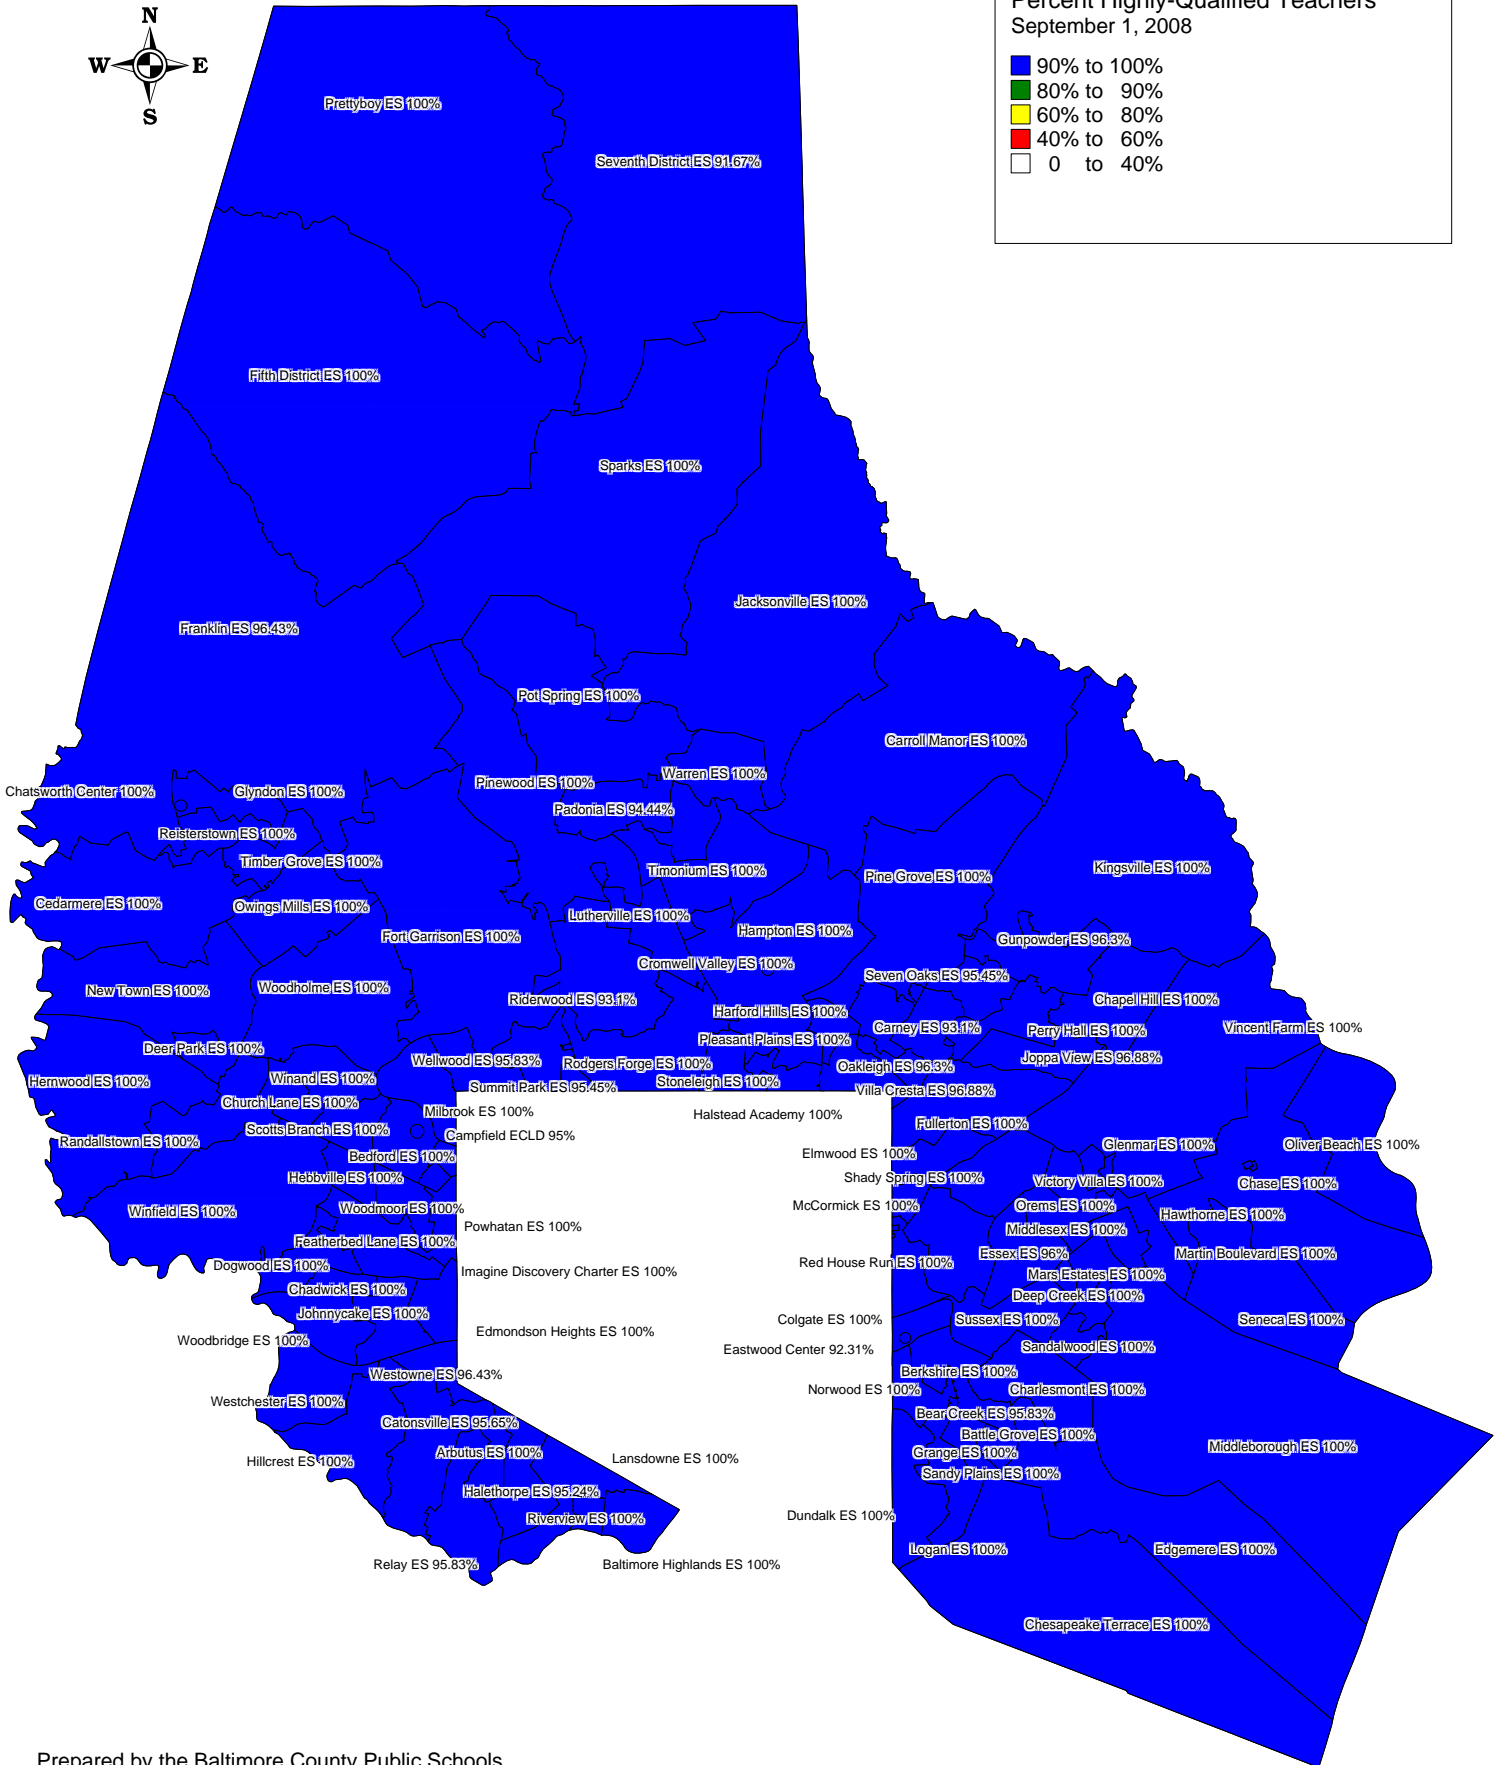 N
W E
S
Percent Highly-Qualified Teachers
September 1, 2008
90% to 100%
80% to 90%
60% to 80%
40% to 60%
0 to 40%
Prettyboy ES 100%
Seventh District ES 91.67%
Fifth District ES 100%
Sparks ES 100%
Jacksonville ES 100%
Franklin ES 96.43%
Pot Spring ES 100%
Carroll Manor ES 100%
Warren ES 100%
Pinewood ES 100%
Chatsworth Center 100%
Glyndon ES 100%
Padonia ES 94.44%
Reisterstown ES 100%
Timber Grove ES 100%
Timonium ES 100%
Kingsville ES 100%
Pine Grove ES 100%
Cedarmere ES 100%
Owings Mills ES 100%
Lutherville ES 100%
Hampton ES 100%
Fort Garrison ES 100%
Gunpowder ES 96.3%
Cromwell Valley ES 100%
Seven Oaks ES 95.45%
New Town ES 100%
Woodholme ES 100%
Riderwood ES 93.1%
Chapel Hill ES 100%
Harford Hills ES 100%
Carney ES 93.1%
Perry Hall ES 100%
Vincent Farm ES 100%
Pleasant Plains ES 100%
Deer Park ES 100%
Joppa View ES 96.88%
Wellwood ES 95.83%
Rodgers Forge ES 100%
Oakleigh ES 96.3%
Hernwood ES 100%
Winand ES 100%
Stoneleigh ES 100%
Summit Park ES 95.45%
Villa Cresta ES 96.88%
Church Lane ES 100%
Milbrook ES 100%
Halstead Academy 100%
Fullerton ES 100%
Scotts Branch ES 100%
Campfield ECLD 95%
Randallstown ES 100%
Glenmar ES 100%
Oliver Beach ES 100%
Bedford ES 100%
Elmwood ES 100%
Hebbville ES 100%
Shady Spring ES 100%
Victory Villa ES 100%
Chase ES 100%
Woodmoor ES 100%
McCormick ES 100%
Orems ES 100%
Winfield ES 100%
Hawthorne ES 100%
Powhatan ES 100%
Middlesex ES 100%
Featherbed Lane ES 100%
Essex ES 96%
Martin Boulevard ES 100%
Dogwood ES 100%
Imagine Discovery Charter ES 100%
Red House Run ES 100%
Mars Estates ES 100%
Chadwick ES 100%
Deep Creek ES 100%
Johnnycake ES 100%
Colgate ES 100%
Sussex ES 100%
Seneca ES 100%
Woodbridge ES 100%
Edmondson Heights ES 100%
Eastwood Center 92.31%
Sandalwood ES 100%
Westowne ES 96.43%
Berkshire ES 100%
Norwood ES 100%
Charlesmont ES 100%
Westchester ES 100%
Bear Creek ES 95.83%
Catonsville ES 95.65%
Battle Grove ES 100%
Middleborough ES 100%
Arbutus ES 100%
Grange ES 100%
Hillcrest ES 100%
Lansdowne ES 100%
Sandy Plains ES 100%
Halethorpe ES 95.24%
Riverview ES 100%
Dundalk ES 100%
Logan ES 100%
Edgemere ES 100%
Relay ES 95.83%
Baltimore Highlands ES 100%
Chesapeake Terrace ES 100%
Prepared by the Baltimore County Public Schools